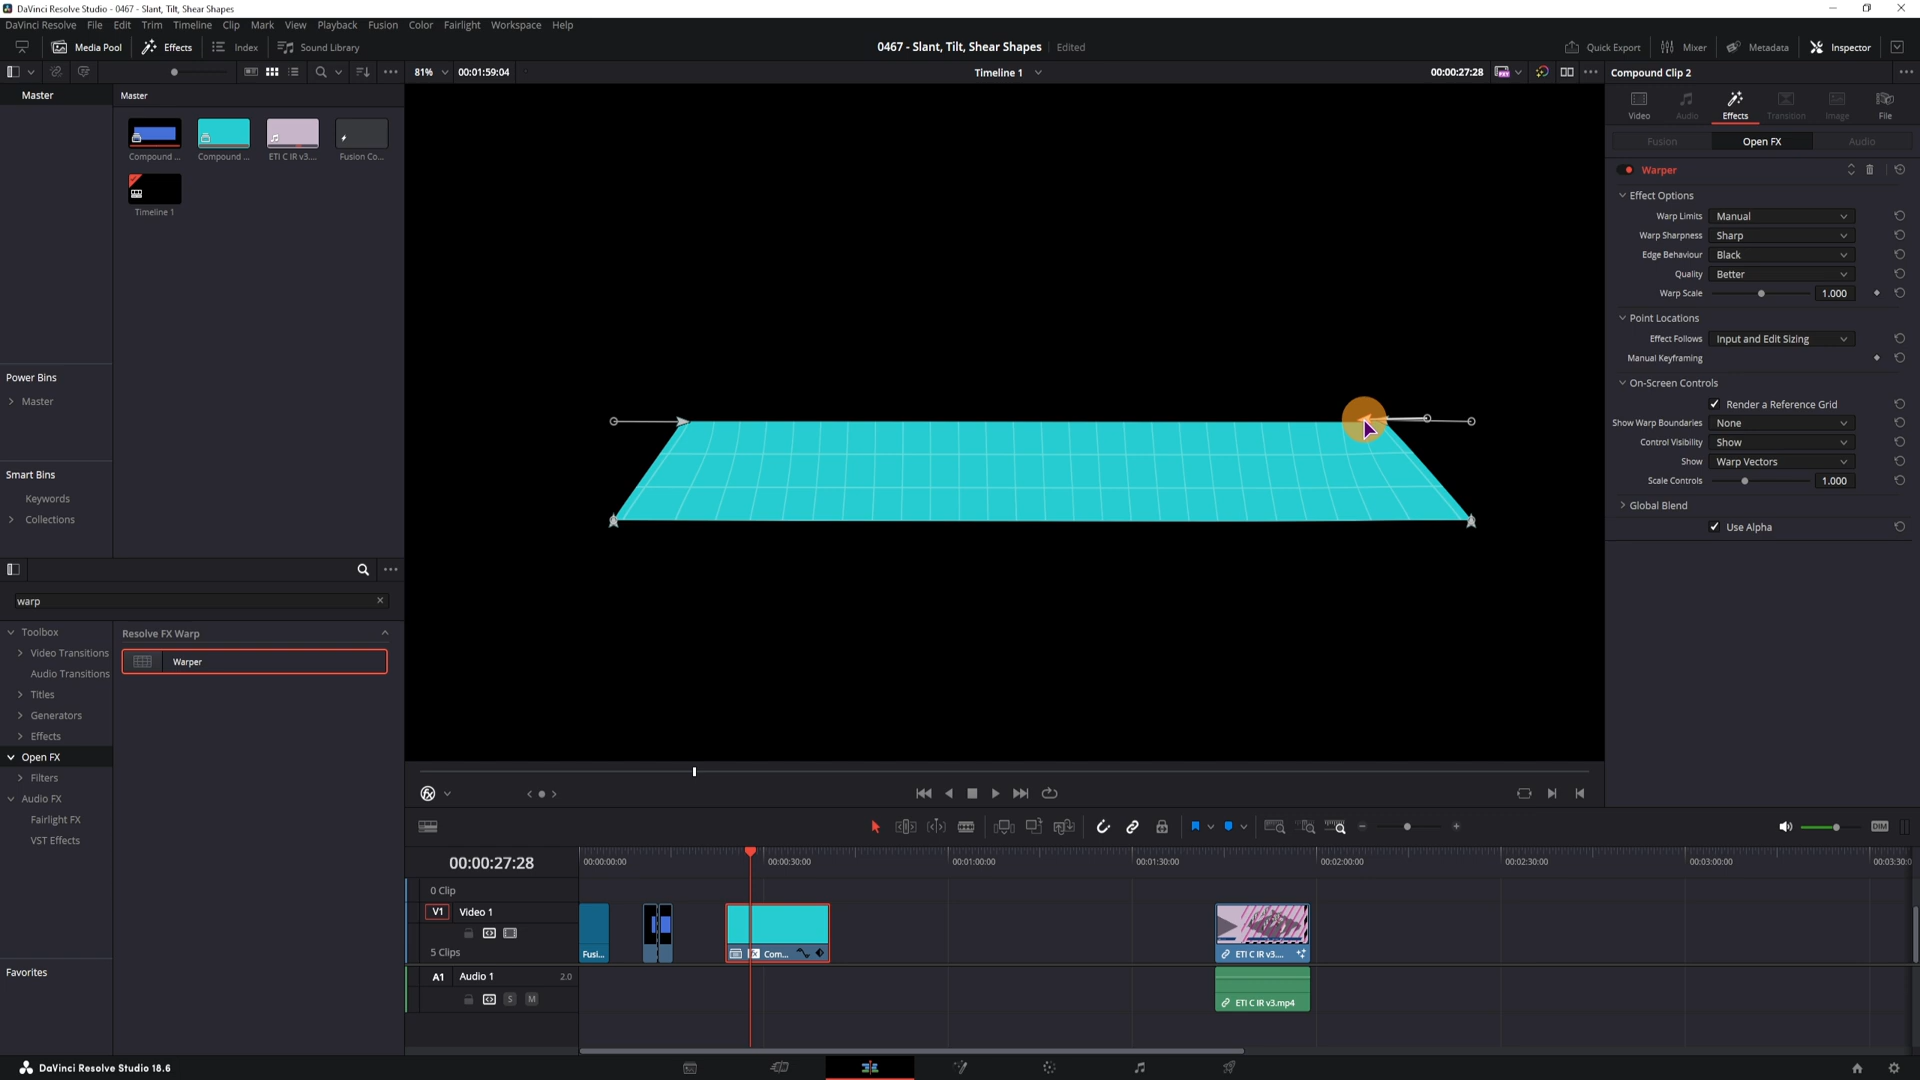 DaVinci Resolve Studio - 0467 - Slant, Tilt, Shear Shapes
DaVinci Resolve File Edit Trim Timeline Clip Mark View Playback Fusion Color Fairlight Workspace Help
Media Pool Effects Index Sound Library
0467 - Slant, Tilt, Shear Shapes Edited
Quick Export Mixer Metadata Inspector
81% 00:01:59:04
Timeline 1
00:00:27:28
Compound Clip 2
Master
Master
Compound ...
Compound ...
ETI C IR v3....
Fusion Co...
Timeline 1
Power Bins
Master
Smart Bins
Keywords
Collections
warp
Toolbox
Video Transitions
Audio Transitions
Titles
Generators
Effects
Open FX
Filters
Audio FX
Fairlight FX
VST Effects
Favorites
Resolve FX Warp
Warper
Video Audio Effects Transition Image File
Fusion Open FX Audio
Warper
Effect Options
Warp Limits Manual
Warp Sharpness Sharp
Edge Behaviour Black
Quality Better
Warp Scale 1.000
Point Locations
Effect Follows Input and Edit Sizing
Manual Keyframing
On-Screen Controls
Render a Reference Grid
Show Warp Boundaries None
Control Visibility Show
Show Warp Vectors
Scale Controls 1.000
Global Blend
Use Alpha
DIM
00:00:27:28
00:00:00:00 00:00:30:00 00:01:00:00 00:01:30:00 00:02:00:00 00:02:30:00 00:03:00:00 00:03:30:0
0 Clip
V1 Video 1
5 Clips
Fusi...
Com...
ETI C IR v3....
A1 Audio 1 2.0
S M
ETI C IR v3.mp4
DaVinci Resolve Studio 18.6